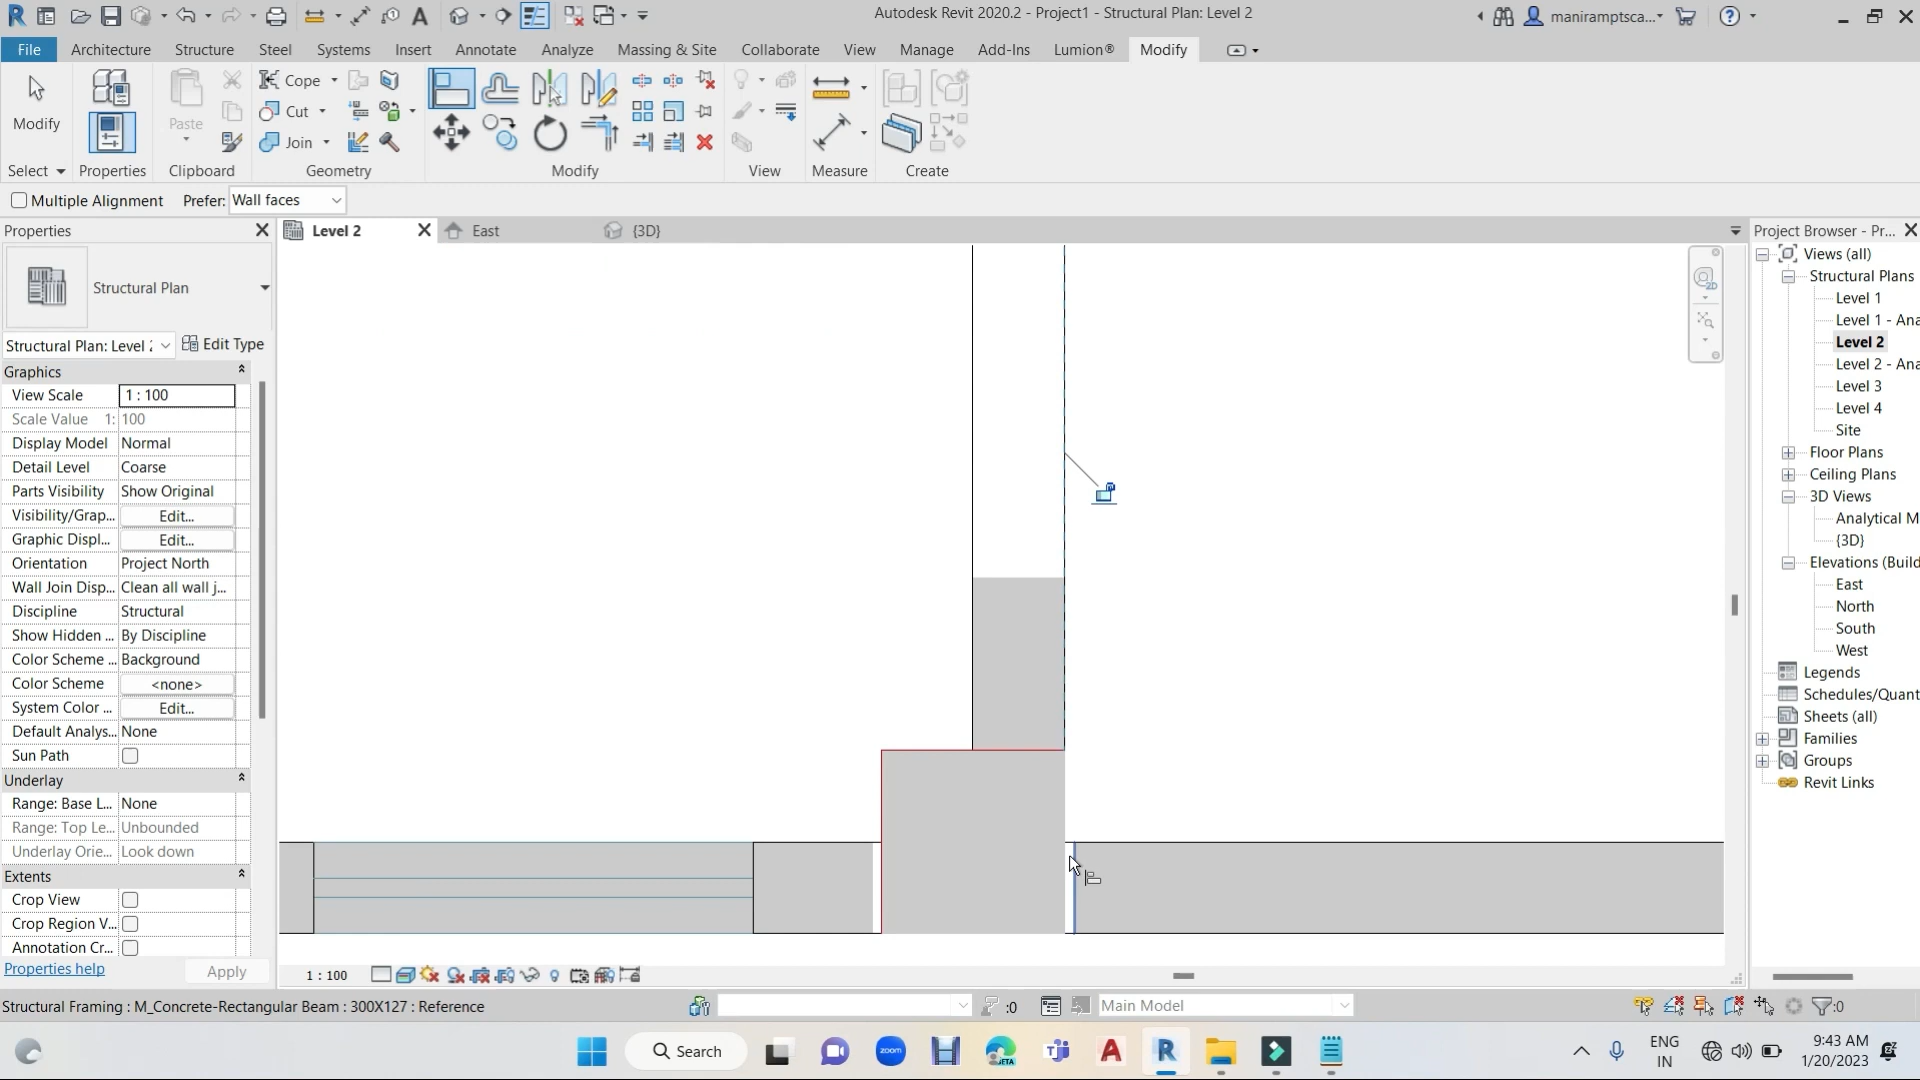 Autodesk Revit 2020.2 - Project1 - Structural Plan: Level 2
maniramptsca...
File Architecture Structure Steel Systems Insert Annotate Analyze Massing & Site Collaborate View Manage Add-Ins Lumion® Modify
Modify Paste Cope
Cut
Join
Select Properties Clipboard Geometry Modify View Measure Create
Multiple Alignment Prefer: Wall faces
Properties
Level 2 East {3D}
Project Browser - Pr...
Structural Plan
Structural Plan: Level 2 Edit Type
Graphics
View Scale 1 : 100
Scale Value 1: 100
Display Model Normal
Detail Level Coarse
Parts Visibility Show Original
Visibility/Grap... Edit...
Graphic Displ... Edit...
Orientation Project North
Wall Join Disp... Clean all wall j...
Discipline Structural
Show Hidden ... By Discipline
Color Scheme ... Background
Color Scheme <none>
System Color ... Edit...
Default Analys... None
Sun Path
Underlay
Range: Base L... None
Range: Top Le... Unbounded
Underlay Orie... Look down
Extents
Crop View
Crop Region V...
Annotation Cr...
Properties help Apply
Views (all)
Structural Plans
Level 1
Level 1 - Ana
Level 2
Level 2 - Ana
Level 3
Level 4
Site
Floor Plans
Ceiling Plans
3D Views
Analytical M
{3D}
Elevations (Build
East
North
South
West
Legends
Schedules/Quant
Sheets (all)
Families
Groups
Revit Links
2D
1 : 100
Structural Framing : M_Concrete-Rectangular Beam : 300X127 : Reference
:0
Main Model
:0
Search
zoom
BETA
ENG
IN
9:43 AM
1/20/2023